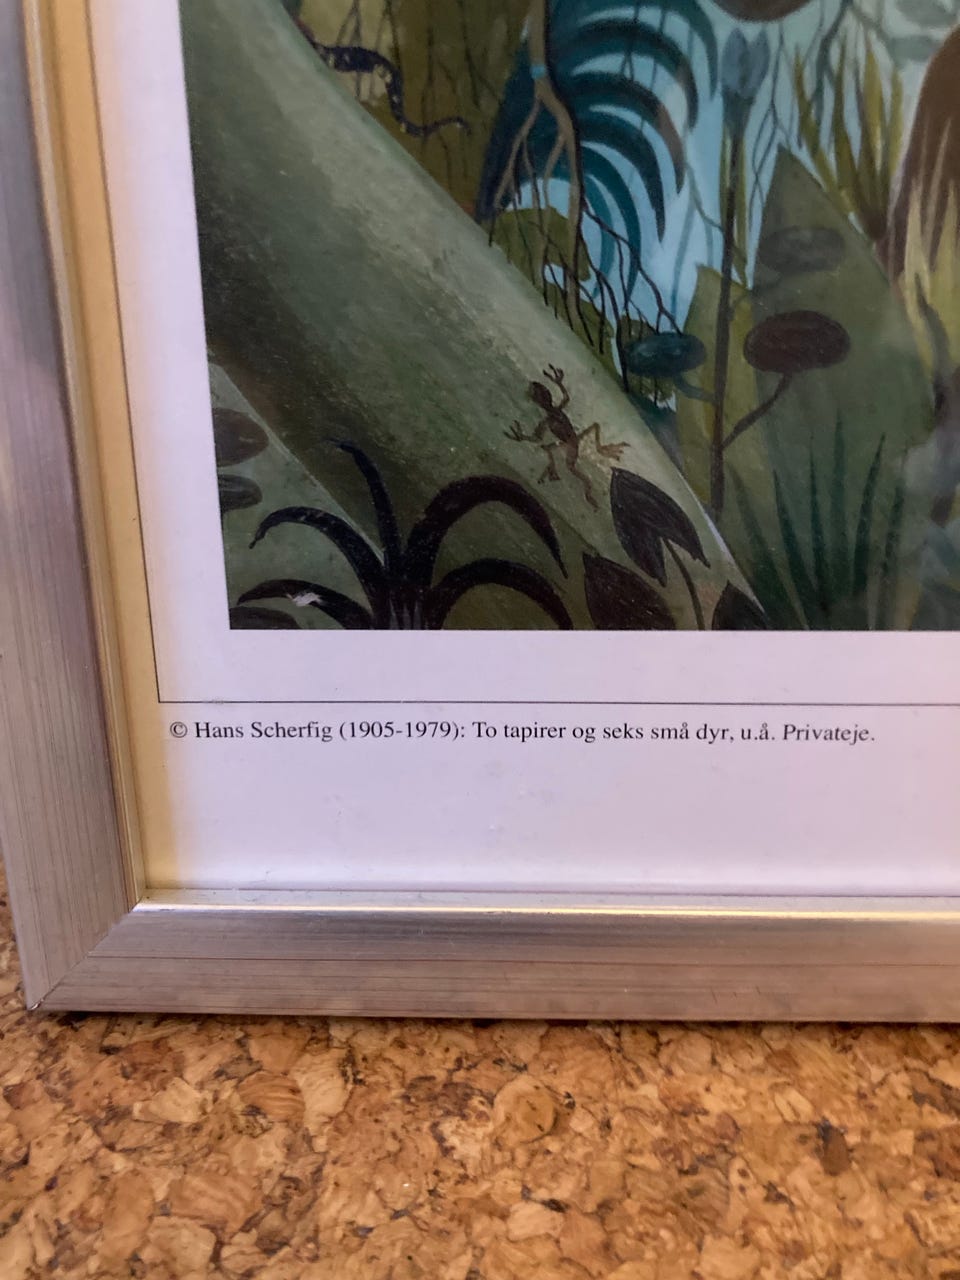 © Hans Scherfig (1905-1979): To tapirer og seks små dyr, u.å. Privateje.